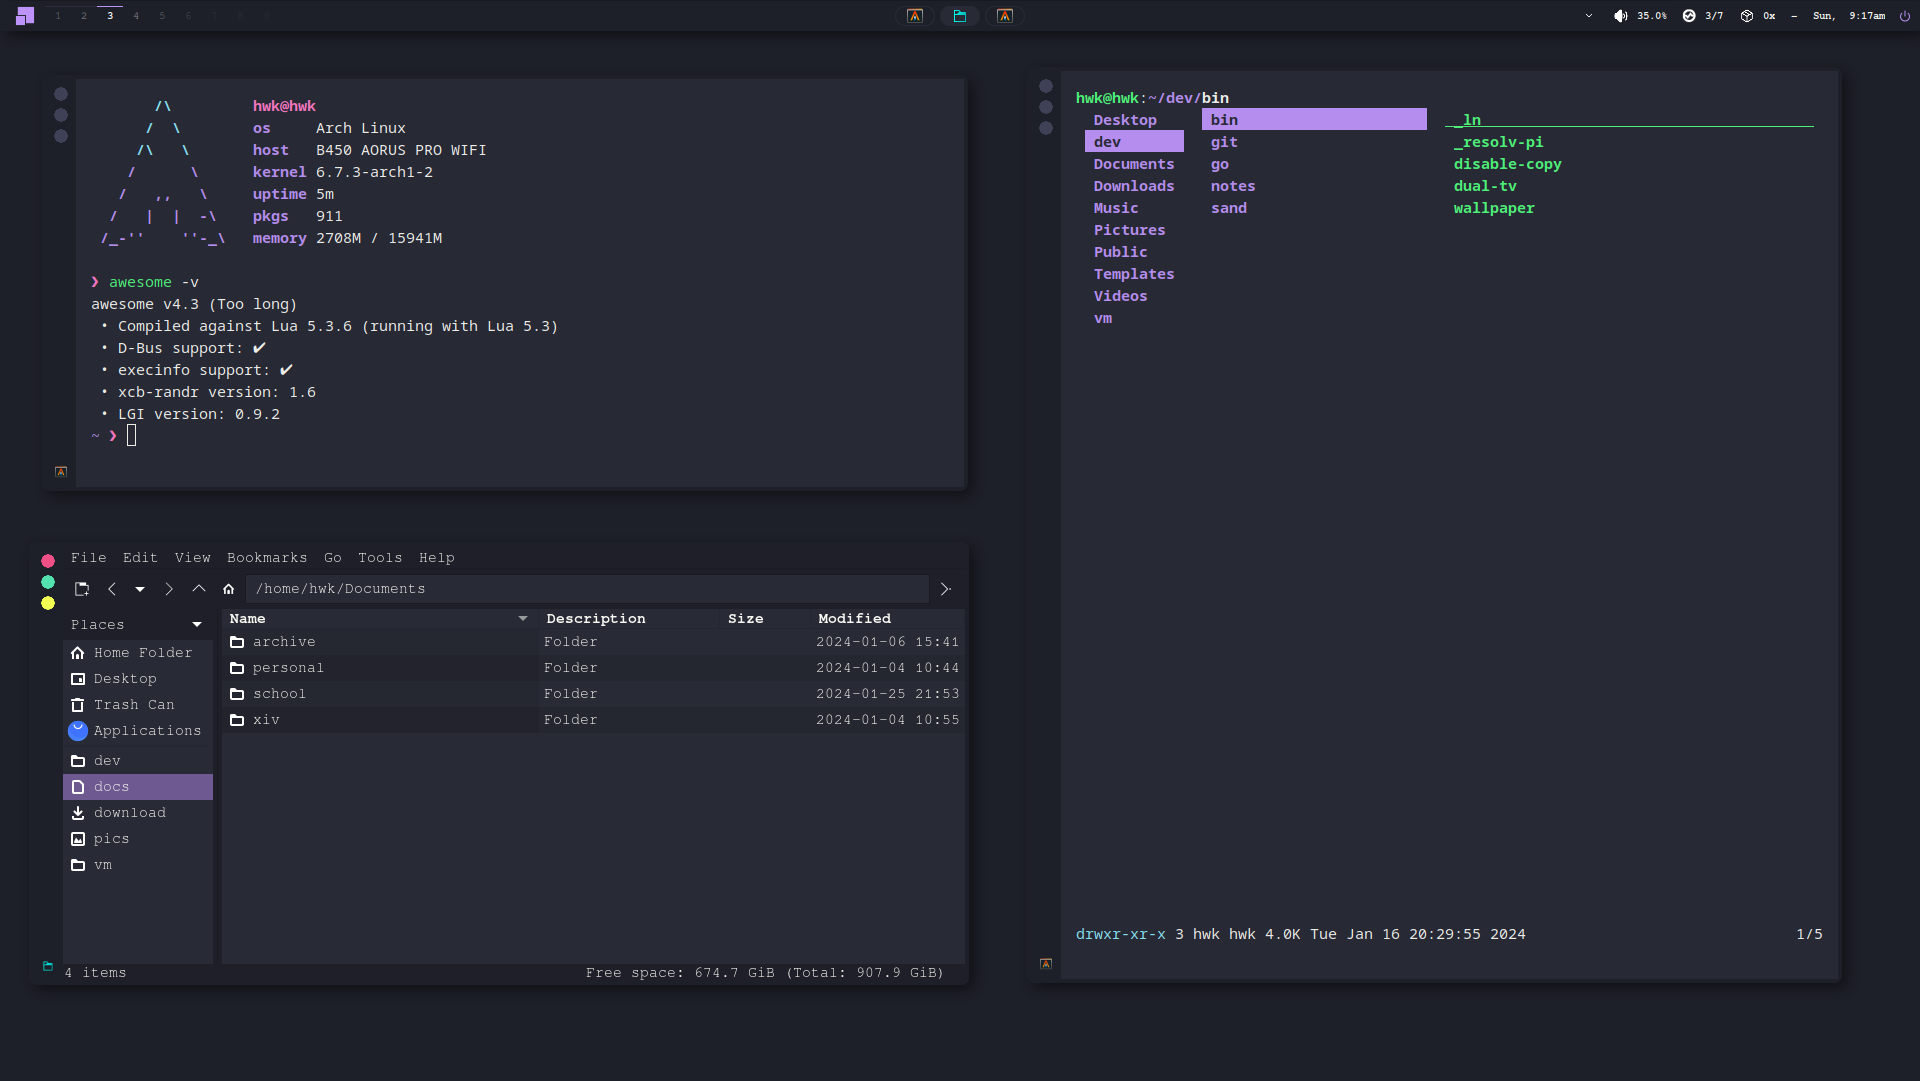 1 2 3 4 5 6 7 8 9
35.0% 3/7 0x – Sun, 9:17am
/\ hwk@hwk
/ \ os Arch Linux
/\ \ host B450 AORUS PRO WIFI
/ \ kernel 6.7.3-arch1-2
/ ,, \ uptime 5m
/ | | -\ pkgs 911
/_-'' ''-_\ memory 2708M / 15941M
❯ awesome -v
awesome v4.3 (Too long)
• Compiled against Lua 5.3.6 (running with Lua 5.3)
• D-Bus support: ✔
• execinfo support: ✔
• xcb-randr version: 1.6
• LGI version: 0.9.2
~ ❯
File Edit View Bookmarks Go Tools Help
/home/hwk/Documents
Places
Home Folder
Desktop
Trash Can
Applications
dev
docs
download
pics
vm
Name Description Size Modified
archive Folder 2024-01-06 15:41
personal Folder 2024-01-04 10:44
school Folder 2024-01-25 21:53
xiv Folder 2024-01-04 10:55
4 items Free space: 674.7 GiB (Total: 907.9 GiB)
hwk@hwk:~/dev/bin
Desktop bin _ln
dev git _resolv-pi
Documents go disable-copy
Downloads notes dual-tv
Music sand wallpaper
Pictures
Public
Templates
Videos
vm
drwxr-xr-x 3 hwk hwk 4.0K Tue Jan 16 20:29:55 2024 1/5